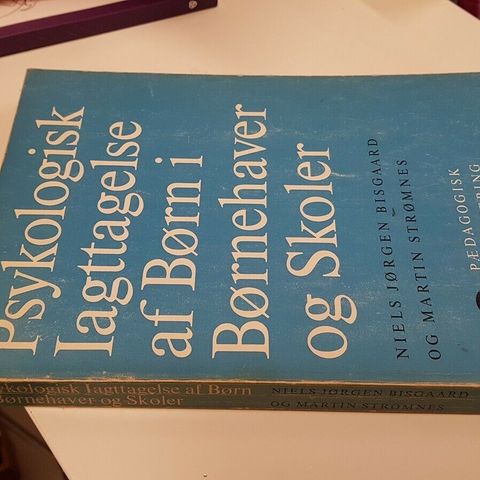 Psykologisk
Iagttagelse
af Børn i
Børnehaver
og Skoler
NIELS JØRGEN BISGAARD
OG MARTIN STRØMNES
PÆDAGOGISK
Iagttagelse af Børn
Børnehaver og Skoler
NIELS JØRGEN BISGAARD
OG MARTIN STRØMNES